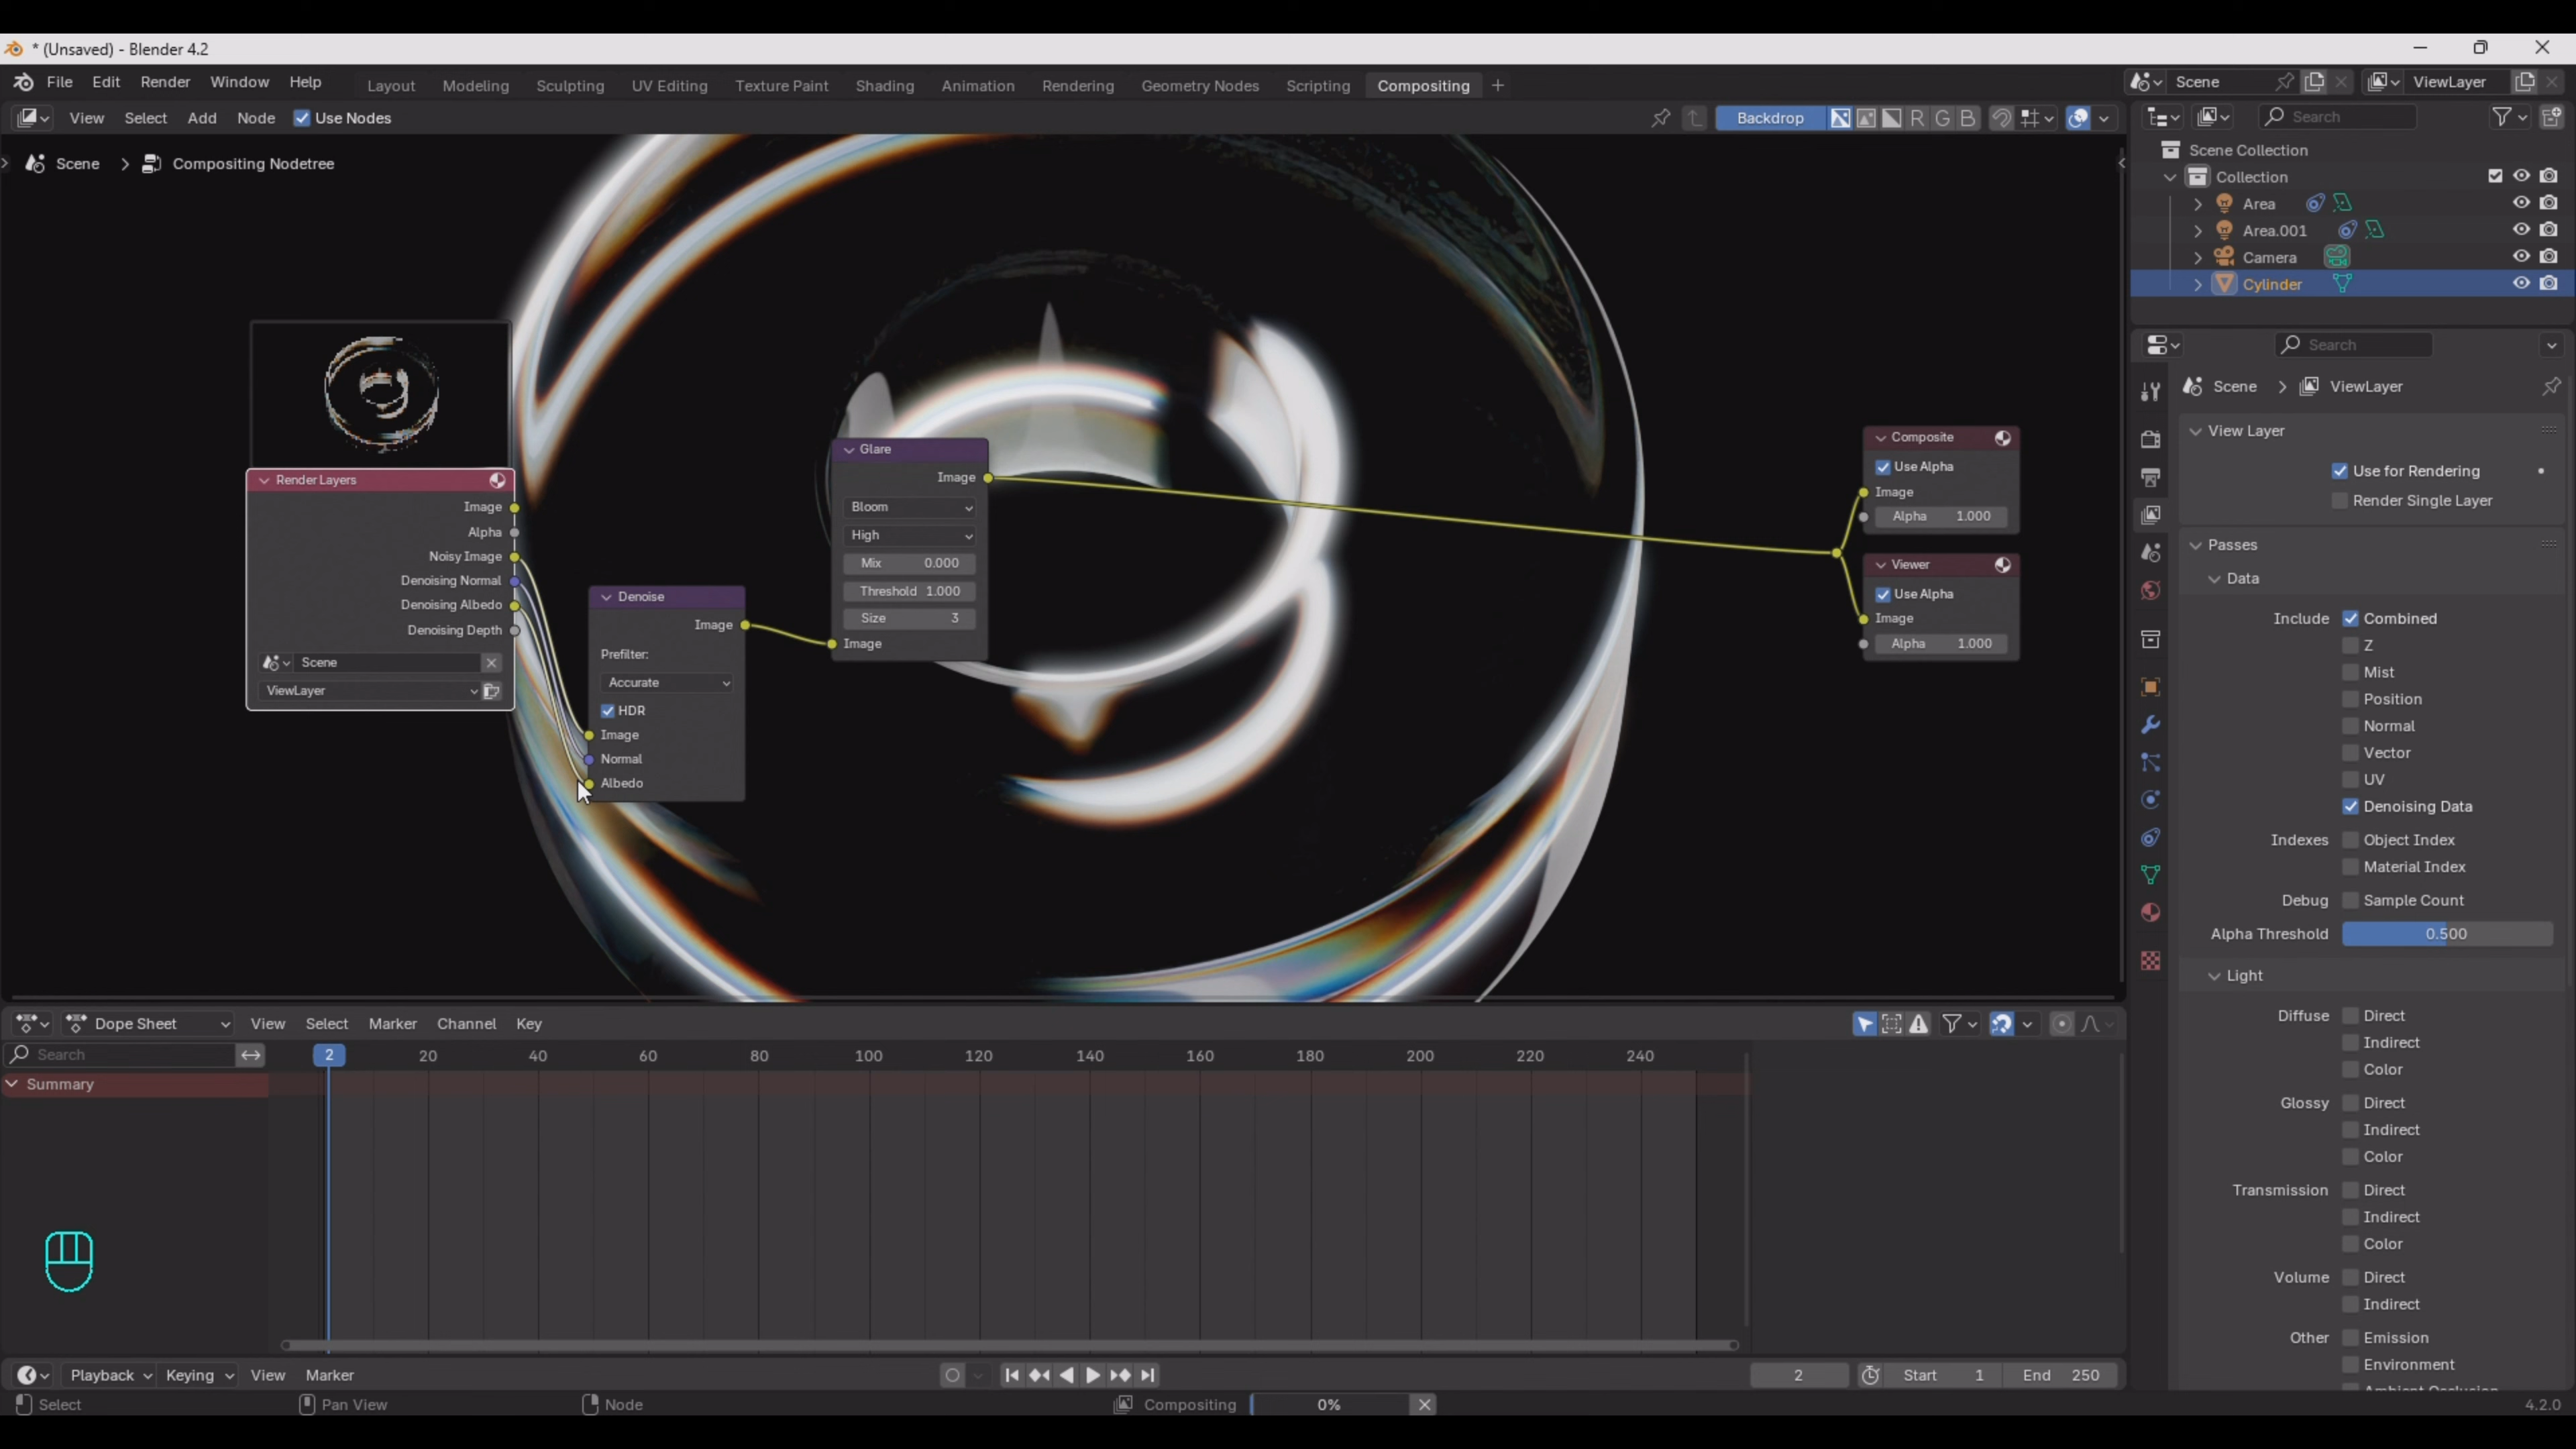 * (Unsaved) - Blender 4.2
File Edit Render Window Help Layout Modeling Sculpting UV Editing Texture Paint Shading Animation Rendering Geometry Nodes Scripting Compositing + Scene ViewLayer
View Select Add Node Use Nodes Backdrop R G B Search
Scene > Compositing Nodetree
Scene Collection
Collection
Area
Area.001
Camera
Cylinder
Render Layers
Image
Alpha
Noisy Image
Denoising Normal
Denoising Albedo
Denoising Depth
Scene
ViewLayer
Denoise
Image
Prefilter:
Accurate
HDR
Image
Normal
Albedo
Glare
Image
Bloom
High
Mix 0.000
Threshold 1.000
Size 3
Image
Composite
Use Alpha
Image
Alpha 1.000
Viewer
Use Alpha
Image
Alpha 1.000
Search
Scene > ViewLayer
View Layer
Use for Rendering
Render Single Layer
Passes
Data
Include Combined
Z
Mist
Position
Normal
Vector
UV
Denoising Data
Indexes Object Index
Material Index
Debug Sample Count
Alpha Threshold 0.500
Light
Diffuse Direct
Indirect
Color
Glossy Direct
Indirect
Color
Transmission Direct
Indirect
Color
Volume Direct
Indirect
Other Emission
Environment
Ambient Occlusion
Dope Sheet View Select Marker Channel Key
Search 2 20 40 60 80 100 120 140 160 180 200 220 240
Summary
Playback Keying View Marker 2 Start 1 End 250
Select Pan View Node Compositing 0% 4.2.0